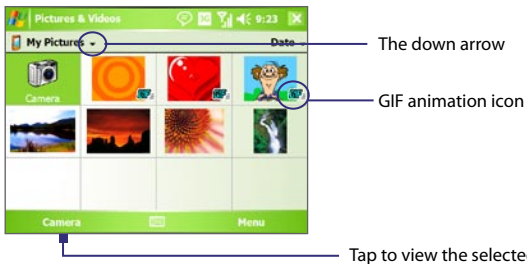 Pictures & Videos 9:23
My Pictures Date
The down arrow
Camera
GIF animation icon
Camera Menu
Tap to view the selecte